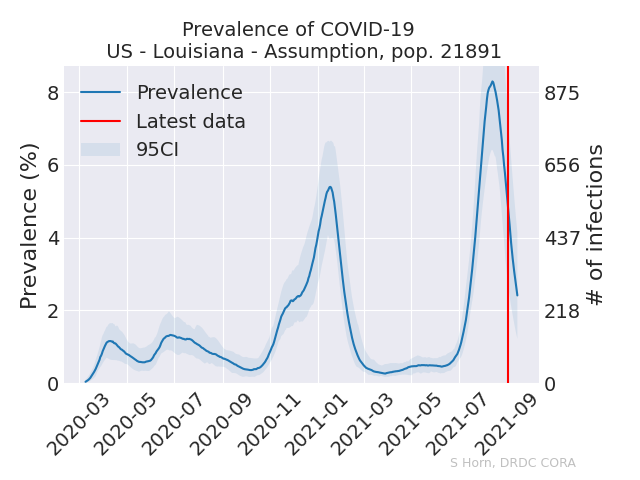 Prevalence of COVID-19
US - Louisiana - Assumption, pop. 21891
Prevalence
Latest data
95CI
Prevalence (%)
8
6
4
2
0
875
656
437
218
0
# of infections
2020-03
2020-05
2020-07
2020-09
2020-11
2021-01
2021-03
2021-05
2021-07
2021-09
S Horn, DRDC CORA